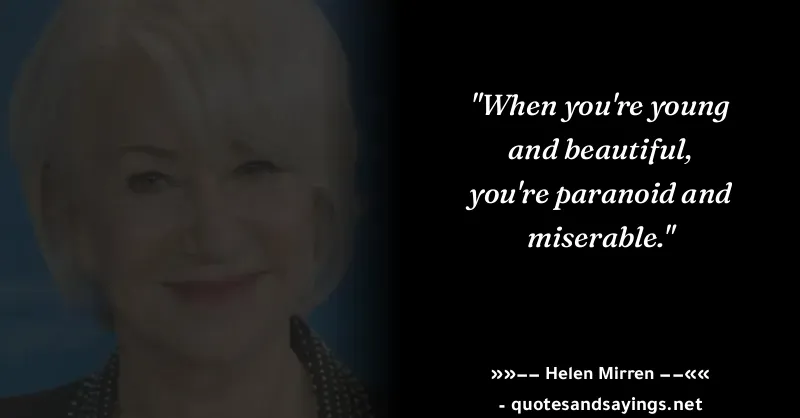 "When you're young
and beautiful,
you're paranoid and
miserable."
»»−− Helen Mirren −−««
- quotesandsayings.net